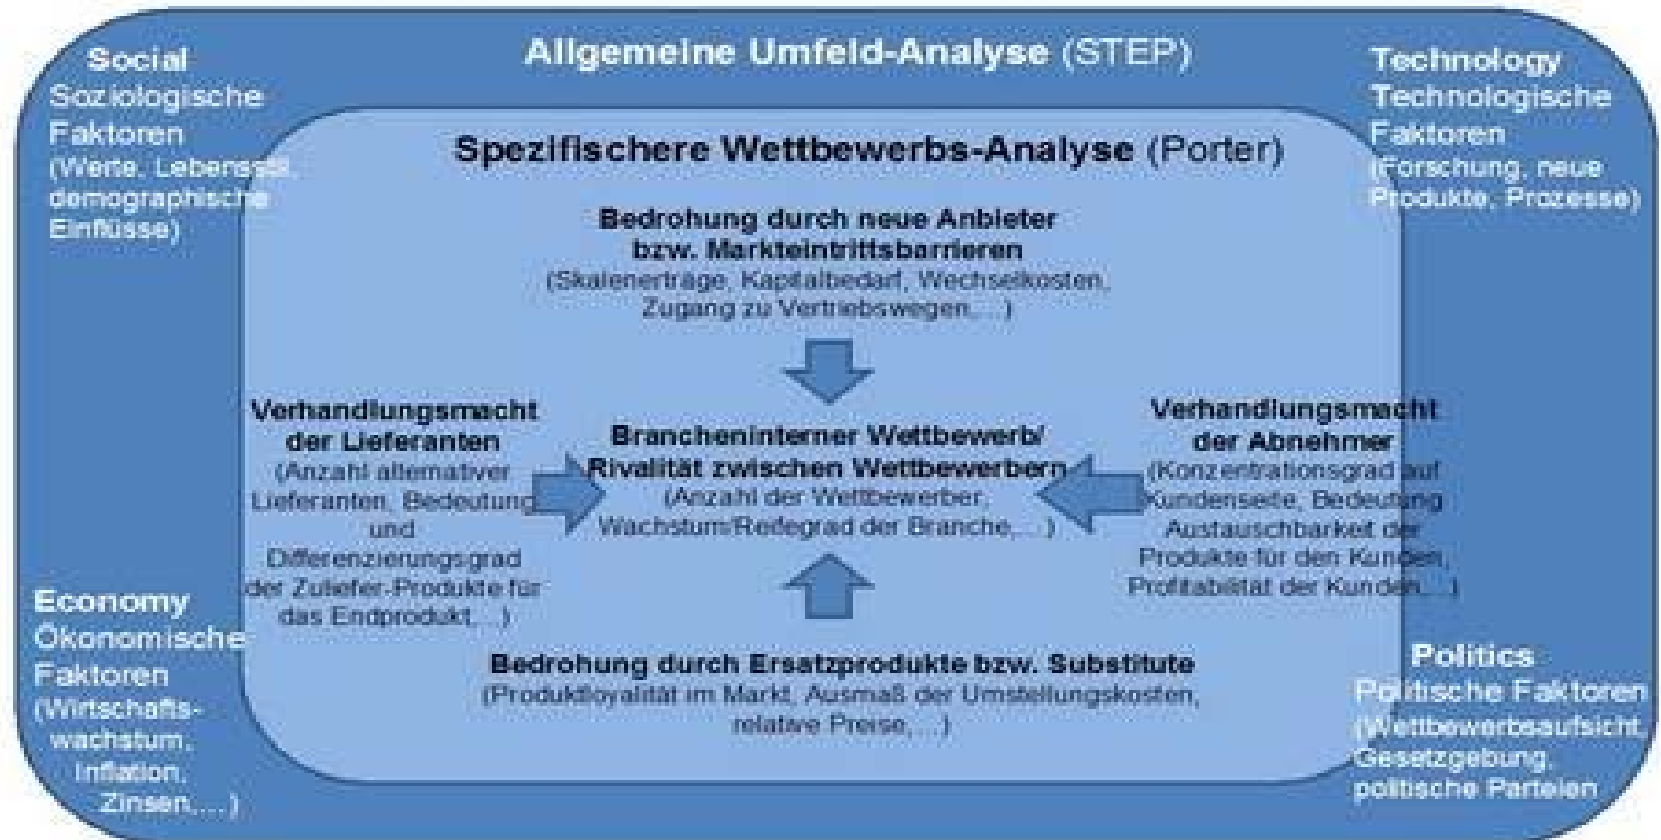 Allgemeine Umfeld-Analyse (STEP)
Social
Soziologische
Faktoren
(Werte, Lebensstil,
demographische
Einflüsse)
Technology
Technologische
Faktoren
(Forschung, neue
Produkte, Prozesse)
Spezifischere Wettbewerbs-Analyse (Porter)
Bedrohung durch neue Anbieter
bzw. Markteintrittsbarrieren
(Skalenerträge, Kapitalbedarf, Wechselkosten,
Zugang zu Vertriebswegen,...)
Verhandlungsmacht
der Lieferanten
(Anzahl alternativer
Lieferanten, Bedeutung
und
Differenzierungsgrad
der Zuliefer-Produkte für
das Endprodukt,...)
Brancheninterner Wettbewerb/
Rivalität zwischen Wettbewerbern
(Anzahl der Wettbewerber,
Wachstum/Reifegrad der Branche,...)
Verhandlungsmacht
der Abnehmer
(Konzentrationsgrad auf
Kundenseite, Bedeutung
Austauschbarkeit der
Produkte für den Kunden,
Profitabilität der Kunden,...)
Bedrohung durch Ersatzprodukte bzw. Substitute
(Produktloyalität im Markt, Ausmaß der Umstellungskosten,
relative Preise,...)
Economy
Ökonomische
Faktoren
(Wirtschafts-
wachstum,
Inflation,
Zinsen,...)
Politics
Politische Faktoren
(Wettbewerbsaufsicht,
Gesetzgebung,
politische Parteien